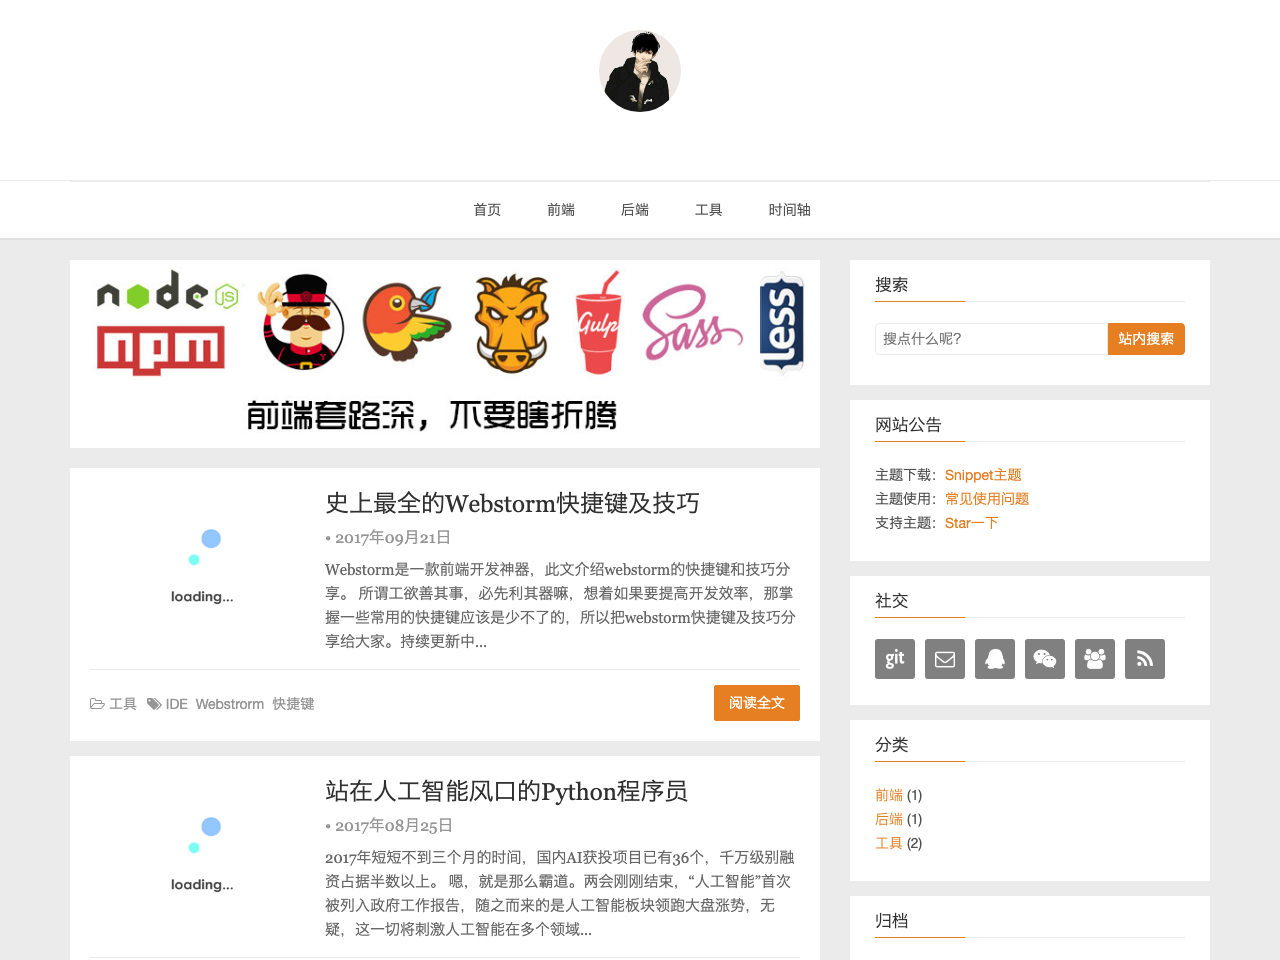 首页
前端
后端
工具
时间轴
node
JS
npm
Gulp
Sass
less
前端套路深，不要瞎折腾
loading...
史上最全的Webstorm快捷键及技巧
• 2017年09月21日
Webstorm是一款前端开发神器，此文介绍webstorm的快捷键和技巧分
享。 所谓工欲善其事，必先利其器嘛，想着如果要提高开发效率，那掌
握一些常用的快捷键应该是少不了的，所以把webstorm快捷键及技巧分
享给大家。持续更新中...
工具 IDE Webstrorm 快捷键
阅读全文
loading...
站在人工智能风口的Python程序员
• 2017年08月25日
2017年短短不到三个月的时间，国内AI获投项目已有36个，千万级别融
资占据半数以上。 嗯，就是那么霸道。两会刚刚结束，“人工智能”首次
被列入政府工作报告，随之而来的是人工智能板块领跑大盘涨势，无
疑，这一切将刺激人工智能在多个领域...
搜索
搜点什么呢?
站内搜索
网站公告
主题下载：Snippet主题
主题使用：常见使用问题
支持主题：Star一下
社交
git
分类
前端 (1)
后端 (1)
工具 (2)
归档